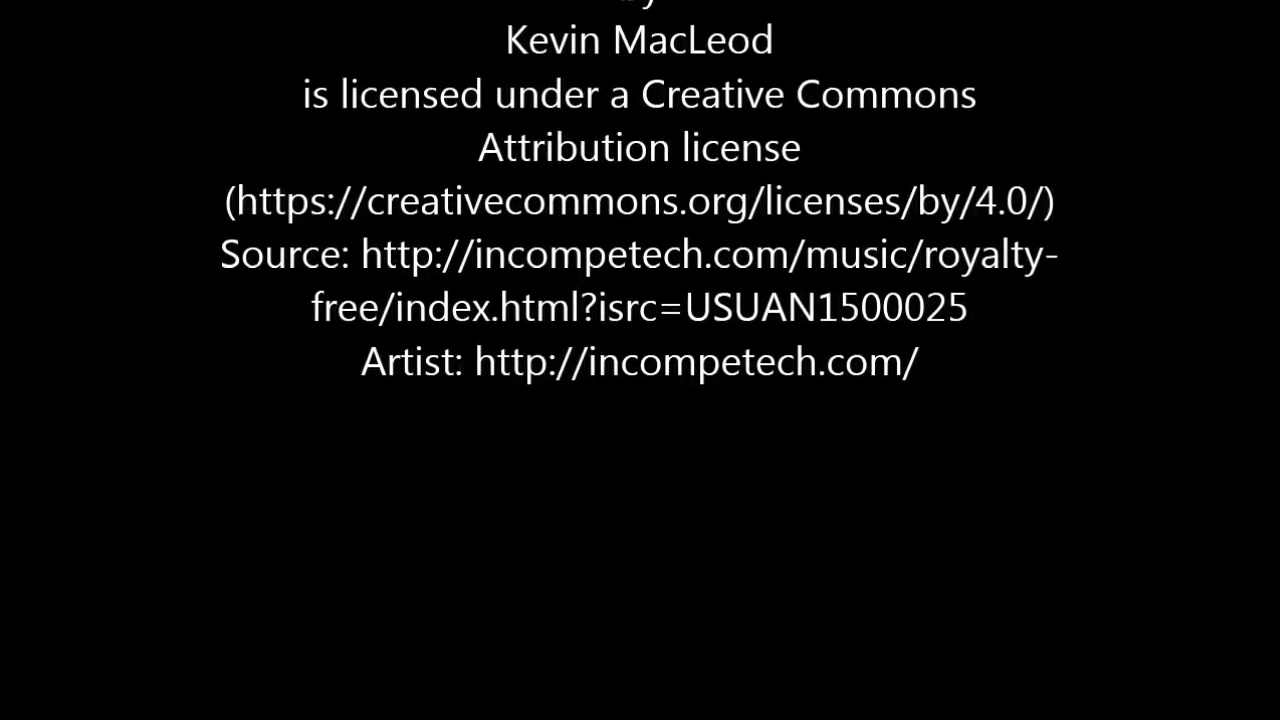 Kevin MacLeod
is licensed under a Creative Commons
Attribution license
(https://creativecommons.org/licenses/by/4.0/)
Source: http://incompetech.com/music/royalty-
free/index.html?isrc=USUAN1500025
Artist: http://incompetech.com/